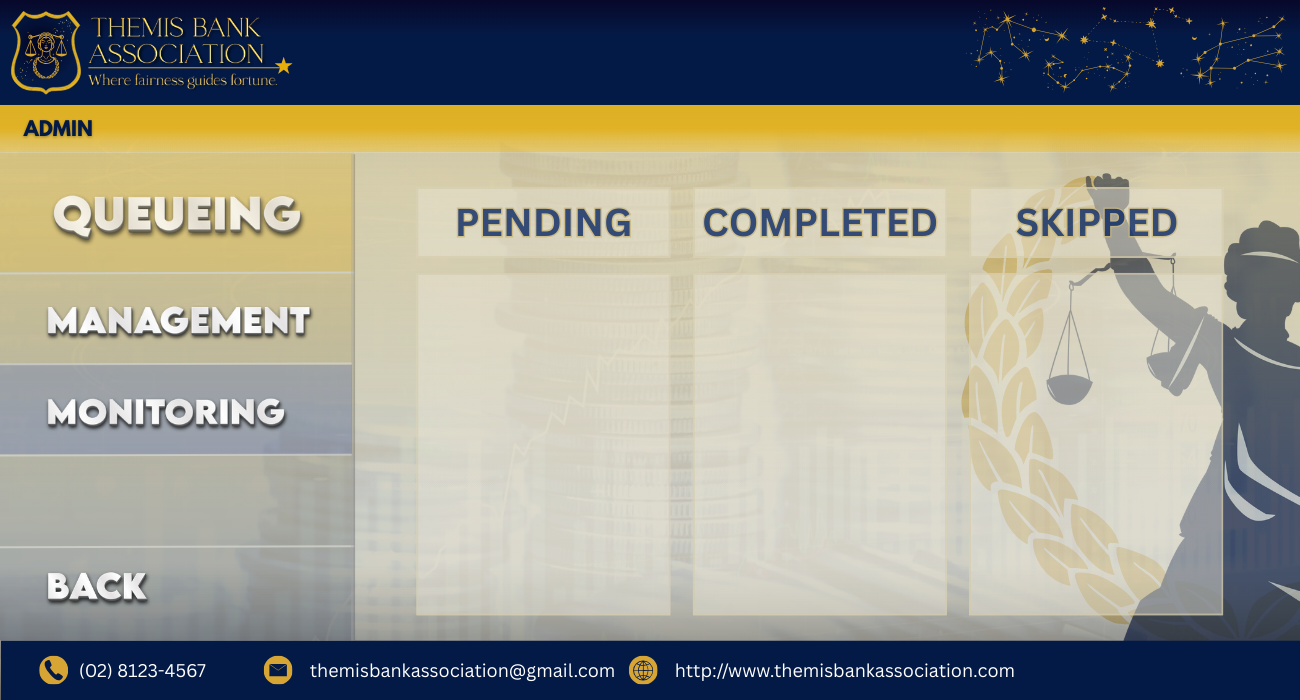 THEMIS BANK
ASSOCIATION
Where fairness guides fortune.
ADMIN
QUEUEING
MANAGEMENT
MONITORING
BACK
PENDING
COMPLETED
SKIPPED
(02) 8123-4567
themisbankassociation@gmail.com
http://www.themisbankassociation.com